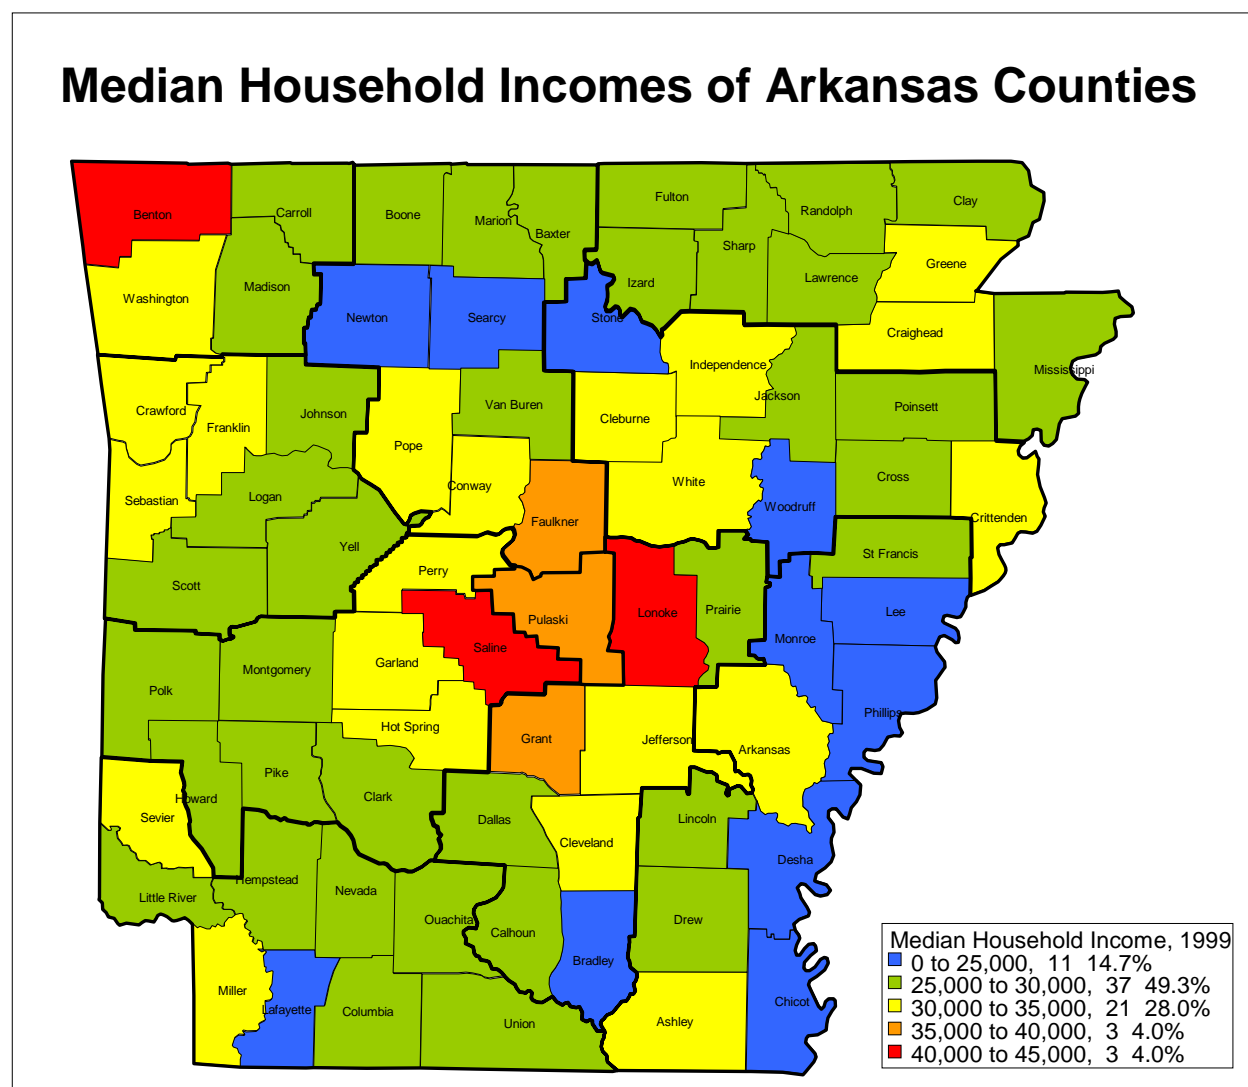 Median Household Incomes of Arkansas Counties
Benton
Carroll
Boone
Marion
Baxter
Fulton
Randolph
Clay
Sharp
Izard
Lawrence
Greene
Washington
Madison
Newton
Searcy
Stone
Craighead
Mississippi
Independence
Jackson
Poinsett
Crawford
Franklin
Johnson
Van Buren
Cleburne
Pope
Conway
White
Woodruff
Cross
Crittenden
Sebastian
Logan
Faulkner
Yell
St Francis
Scott
Perry
Pulaski
Lonoke
Prairie
Lee
Monroe
Saline
Garland
Montgomery
Polk
Phillips
Hot Spring
Grant
Jefferson
Arkansas
Pike
Clark
Howard
Sevier
Dallas
Lincoln
Cleveland
Desha
Hempstead
Nevada
Little River
Ouachita
Calhoun
Drew
Bradley
Miller
Lafayette
Columbia
Union
Ashley
Chicot
Median Household Income, 1999
0 to 25,000, 11 14.7%
25,000 to 30,000, 37 49.3%
30,000 to 35,000, 21 28.0%
35,000 to 40,000, 3 4.0%
40,000 to 45,000, 3 4.0%